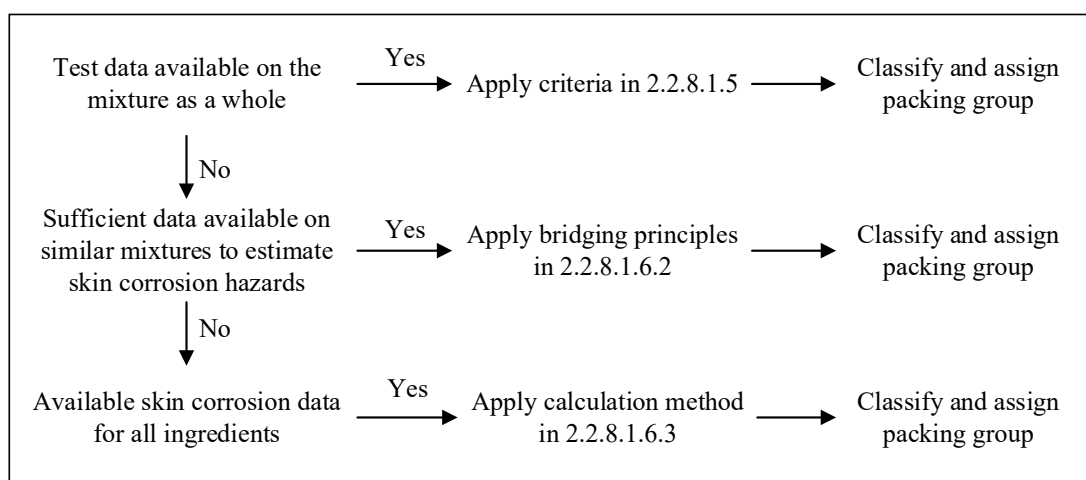 Test data available on the
mixture as a whole
Yes
Apply criteria in 2.2.8.1.5
Classify and assign
packing group
No
Sufficient data available on
similar mixtures to estimate
skin corrosion hazards
Yes
Apply bridging principles
in 2.2.8.1.6.2
Classify and assign
packing group
No
Available skin corrosion data
for all ingredients
Yes
Apply calculation method
in 2.2.8.1.6.3
Classify and assign
packing group